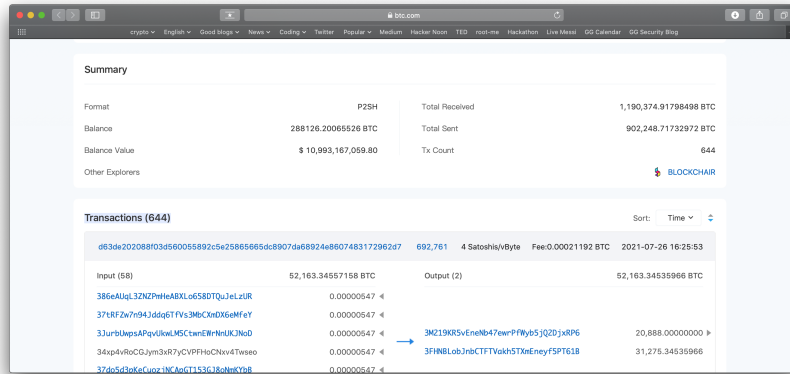 btc.com
crypto English Good blogs News Coding Twitter Popular Medium Hacker Noon TED root-me Hackathon Live Messi GG Calendar GG Security Blog
Summary
Format P2SH Total Received 1,190,374.91798498 BTC
Balance 288126.20065526 BTC Total Sent 902,248.71732972 BTC
Balance Value $ 10,993,167,059.80 Tx Count 644
Other Explorers BLOCKCHAIR
Transactions (644) Sort: Time
d63de202088f03d560055892c5e25865665dc8907da68924e8607483172962d7 692,761 4 Satoshis/vByte Fee:0.00021192 BTC 2021-07-26 16:25:53
Input (58) 52,163.34557158 BTC Output (2) 52,163.34535966 BTC
386eAUqL3ZNZPmHeABXLo658DTQuJeLzUR 0.00000547
37tRFZw7n94Jddq6TfVs3MbCXmDX6eMfeY 0.00000547
3JurbUwpsAPqvUkwLM5CtwnEWrNnUKJNoD 0.00000547 3M219KR5vEneNb47ewrPfWyb5jQ2DjxRP6 20,888.00000000
34xp4vRoCGJym3xR7yCVPFHoCNxv4Twseo 0.00000547 3FHNBLobJnbCTFTVakh5TXmEneyf5PT61B 31,275.34535966
37do5d3pKeCuozjNCApGT153GJ8oNmKYbB 0.00000547